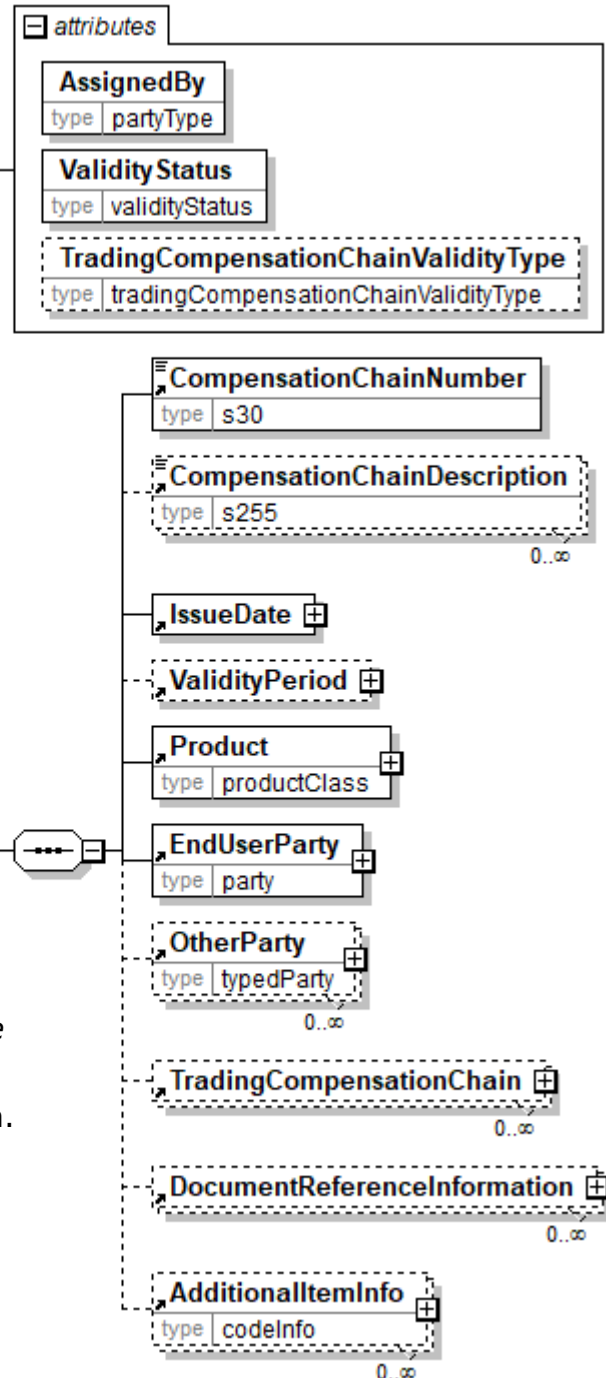 attributes
AssignedBy
type partyType
ValidityStatus
type validityStatus
TradingCompensationChainValidityType
type tradingCompensationChainValidityType
CompensationChainNumber
type s30
CompensationChainDescription
type s255
0..∞
IssueDate
ValidityPeriod
Product
type productClass
EndUserParty
type party
OtherParty
type typedParty
0..∞
TradingCompensationChain
0..∞
DocumentReferenceInformation
0..∞
AdditionalItemInfo
type codeInfo
0..∞